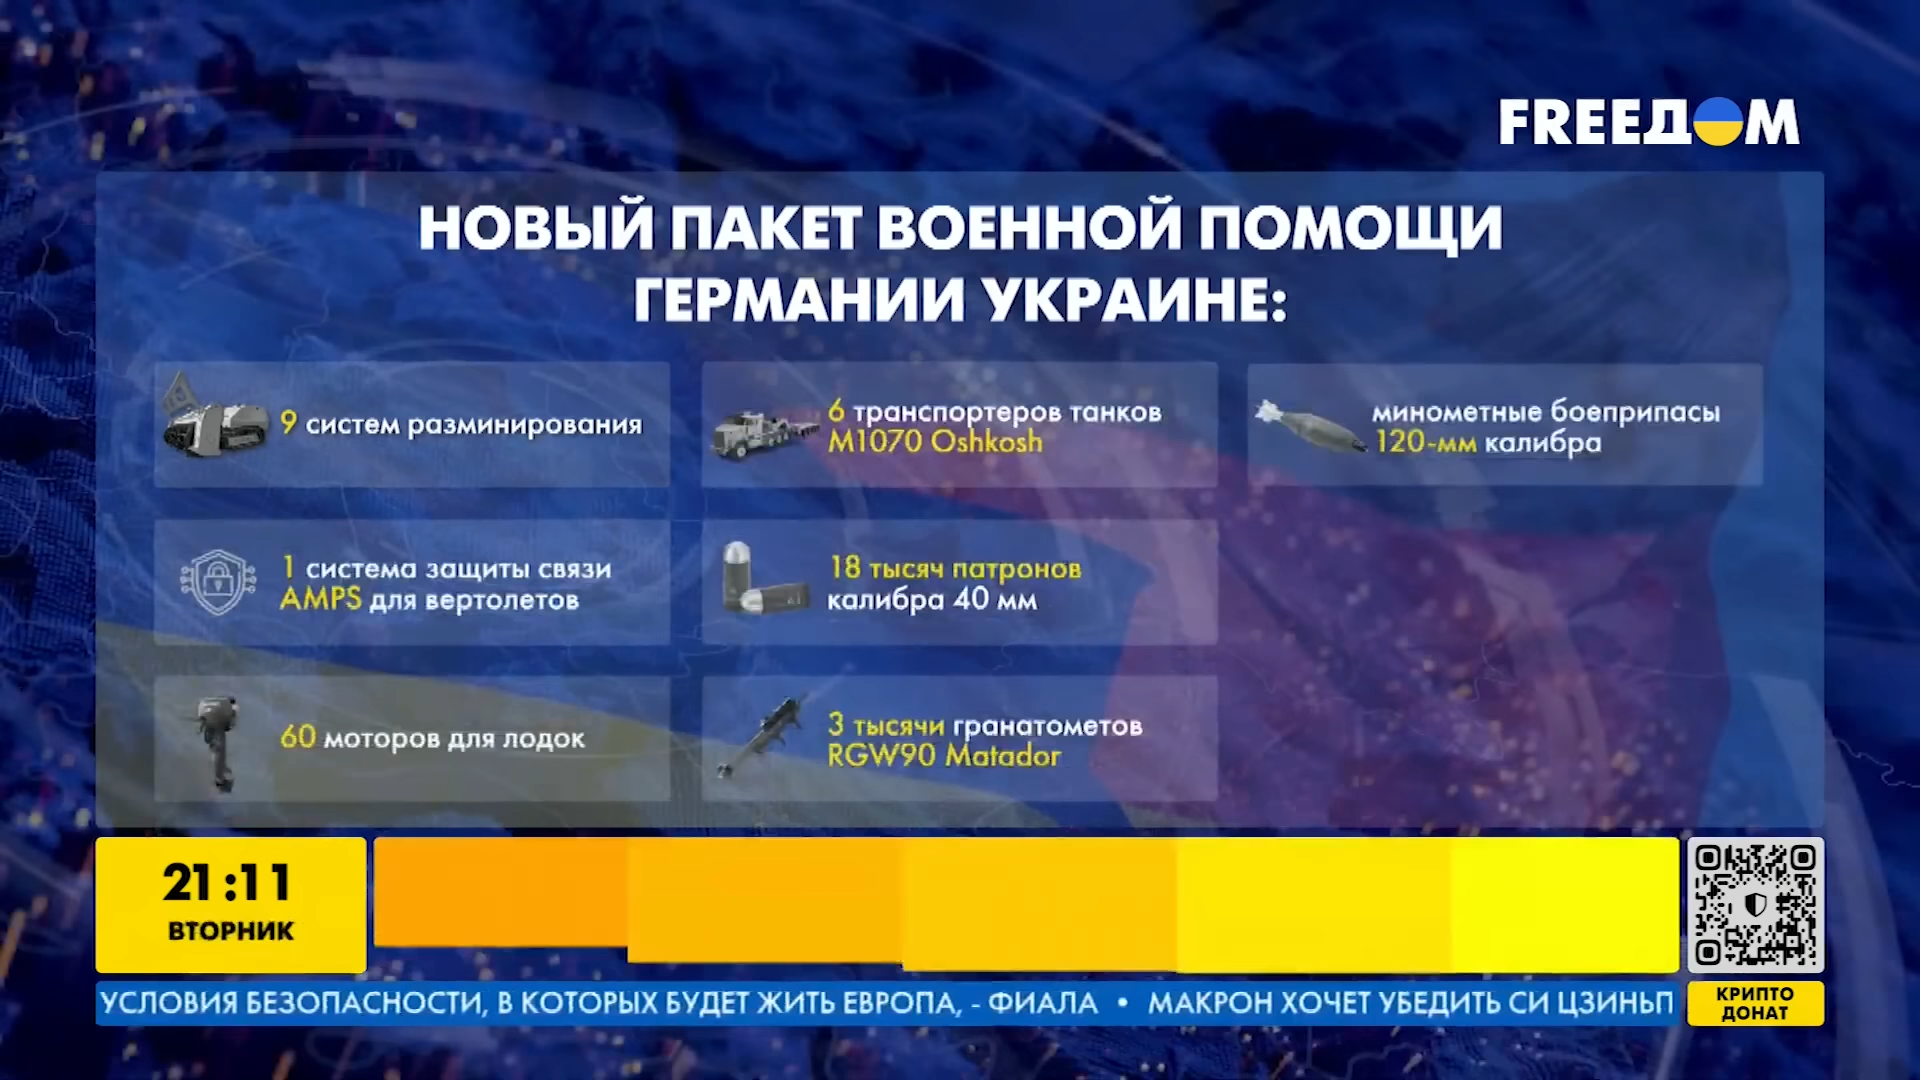 FREEДOM
НОВЫЙ ПАКЕТ ВОЕННОЙ ПОМОЩИ
ГЕРМАНИИ УКРАИНЕ:
9 систем разминирования
6 транспортеров танков
M1070 Oshkosh
минометные боеприпасы
120-мм калибра
1 система защиты связи
AMPS для вертолетов
18 тысяч патронов
калибра 40 мм
60 моторов для лодок
3 тысячи гранатометов
RGW90 Matador
21:11
ВТОРНИК
УСЛОВИЯ БЕЗОПАСНОСТИ, В КОТОРЫХ БУДЕТ ЖИТЬ ЕВРОПА, - ФИАЛА • МАКРОН ХОЧЕТ УБЕДИТЬ СИ ЦЗИНЬП
КРИПТО
ДОНАТ